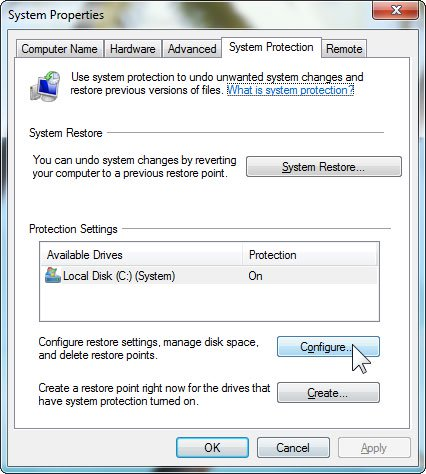 System Properties
Computer Name Hardware Advanced System Protection Remote
Use system protection to undo unwanted system changes and
restore previous versions of files. What is system protection?
System Restore
You can undo system changes by reverting
your computer to a previous restore point.
System Restore...
Protection Settings
Available Drives Protection
Local Disk (C:) (System) On
Configure restore settings, manage disk space,
and delete restore points.
Configure...
Create a restore point right now for the drives that
have system protection turned on.
Create...
OK Cancel Apply